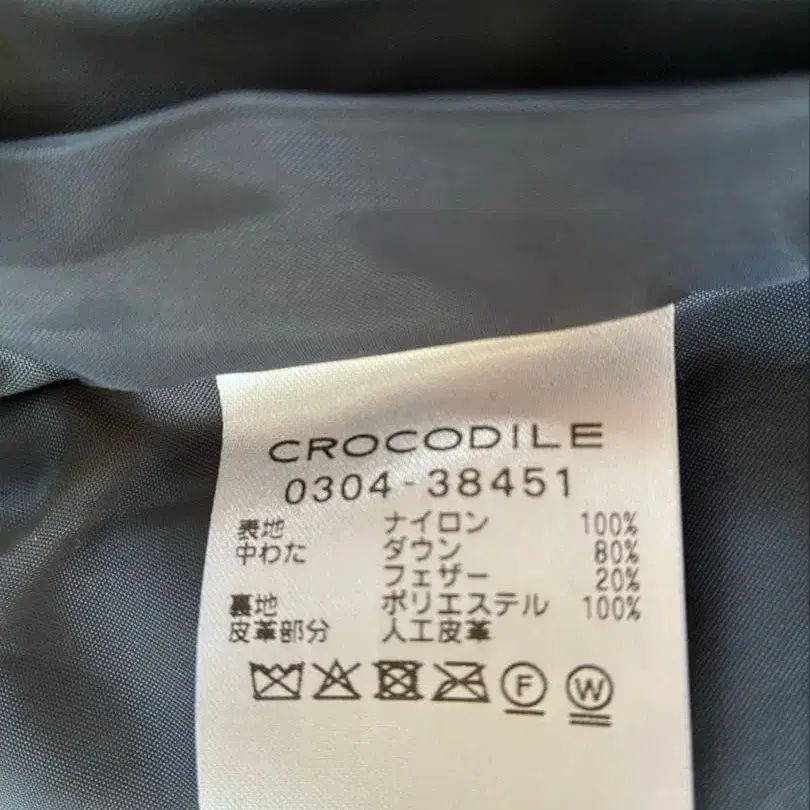 CROCODILE
0304-38451
表地 ナイロン 100%
中わた ダウン 80%
フェザー 20%
裏地 ポリエステル 100%
皮革部分 人工皮革
F W